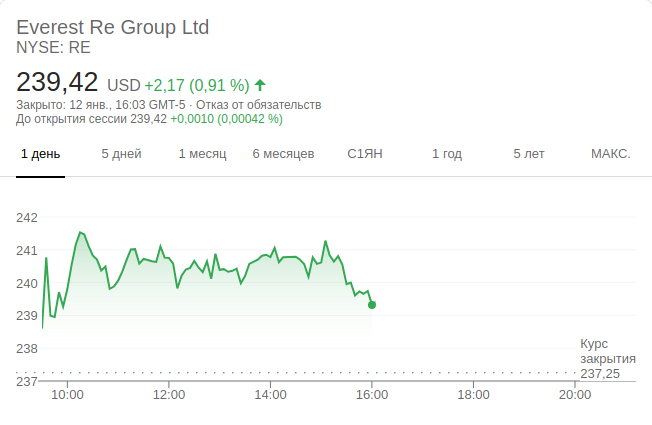 Everest Re Group Ltd
NYSE: RE
239,42 USD +2,17 (0,91 %)
Закрыто: 12 янв., 16:03 GMT-5 · Отказ от обязательств
До открытия сессии 239,42 +0,0010 (0,00042 %)
1 день 5 дней 1 месяц 6 месяцев С1ЯН 1 год 5 лет МАКС.
242
241
240
239
238
Курс
закрытия
237,25
237
10:00 12:00 14:00 16:00 18:00 20:00